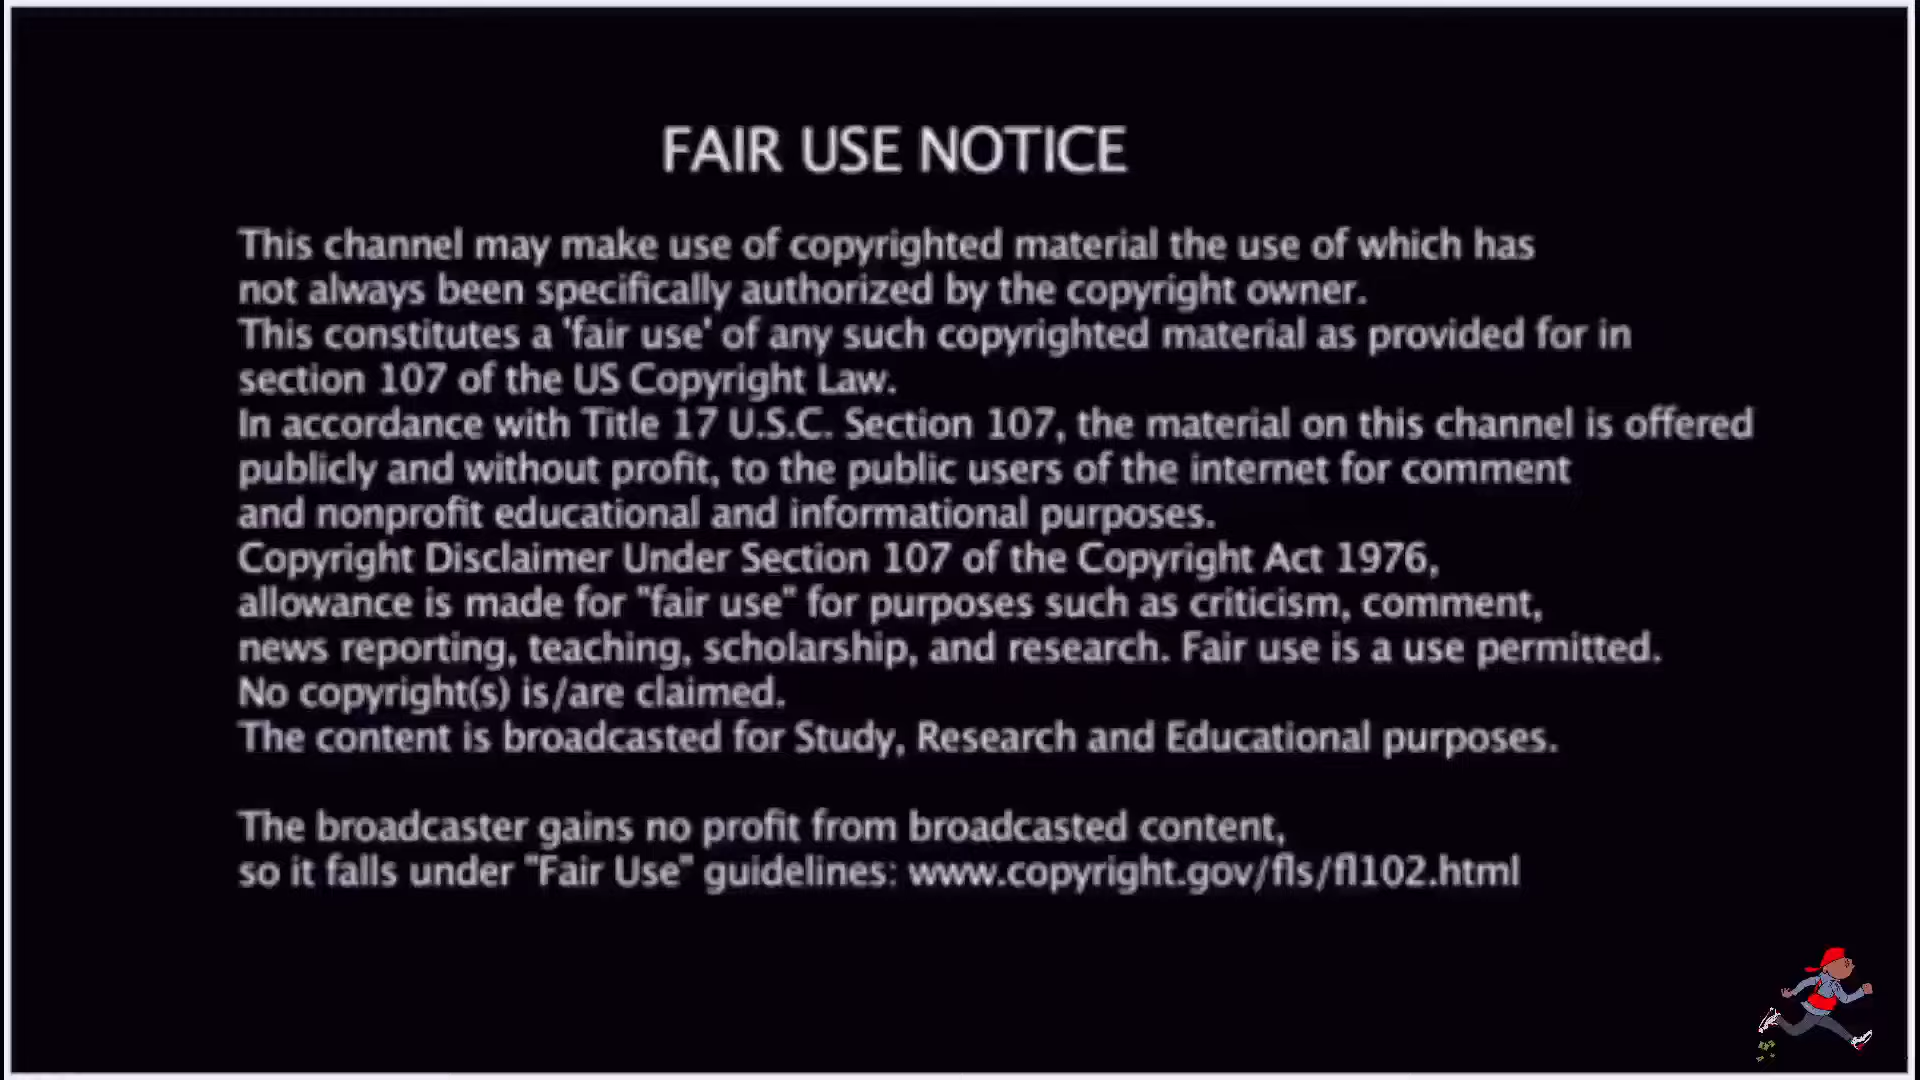 FAIR USE NOTICE
This channel may make use of copyrighted material the use of which has
not always been specifically authorized by the copyright owner.
This constitutes a 'fair use' of any such copyrighted material as provided for in
section 107 of the US Copyright Law.
In accordance with Title 17 U.S.C. Section 107, the material on this channel is offered
publicly and without profit, to the public users of the internet for comment
and nonprofit educational and informational purposes.
Copyright Disclaimer Under Section 107 of the Copyright Act 1976,
allowance is made for "fair use" for purposes such as criticism, comment,
news reporting, teaching, scholarship, and research. Fair use is a use permitted.
No copyright(s) is/are claimed.
The content is broadcasted for Study, Research and Educational purposes.
The broadcaster gains no profit from broadcasted content,
so it falls under "Fair Use" guidelines: www.copyright.gov/fls/fl102.html